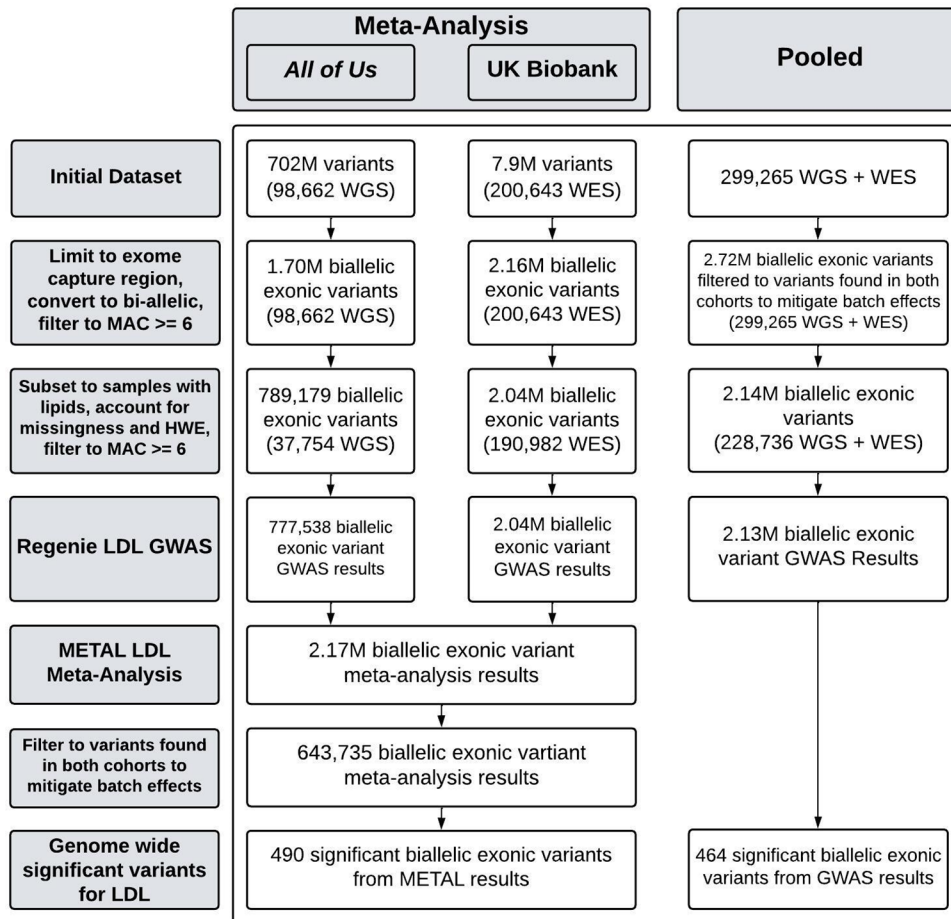 Meta-Analysis
All of Us
UK Biobank
Pooled
Initial Dataset
702M variants
(98,662 WGS)
7.9M variants
(200,643 WES)
299,265 WGS + WES
Limit to exome
capture region,
convert to bi-allelic,
filter to MAC >= 6
1.70M biallelic
exonic variants
(98,662 WGS)
2.16M biallelic
exonic variants
(200,643 WES)
2.72M biallelic exonic variants
filtered to variants found in both
cohorts to mitigate batch effects
(299,265 WGS + WES)
Subset to samples with
lipids, account for
missingness and HWE,
filter to MAC >= 6
789,179 biallelic
exonic variants
(37,754 WGS)
2.04M biallelic
exonic variants
(190,982 WES)
2.14M biallelic exonic
variants
(228,736 WGS + WES)
Regenie LDL GWAS
777,538 biallelic
exonic variant
GWAS results
2.04M biallelic
exonic variant
GWAS results
2.13M biallelic exonic
variant GWAS Results
METAL LDL
Meta-Analysis
2.17M biallelic exonic variant
meta-analysis results
Filter to variants found
in both cohorts to
mitigate batch effects
643,735 biallelic exonic vartiant
meta-analysis results
Genome wide
significant variants
for LDL
490 significant biallelic exonic variants
from METAL results
464 significant biallelic exonic
variants from GWAS results